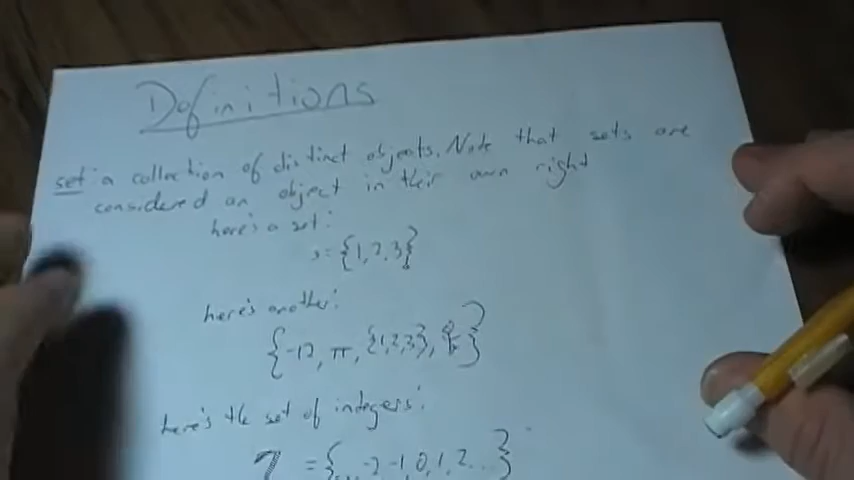 Definitions
set: a collection of distinct objects. Note that sets are
considered an object in their own right
here's a set:
s = {1, 2, 3}
here's another:
{-12, π, {1,2,3},
here's the set of integers:
Z = {... -2 -1, 0, 1, 2 ...}